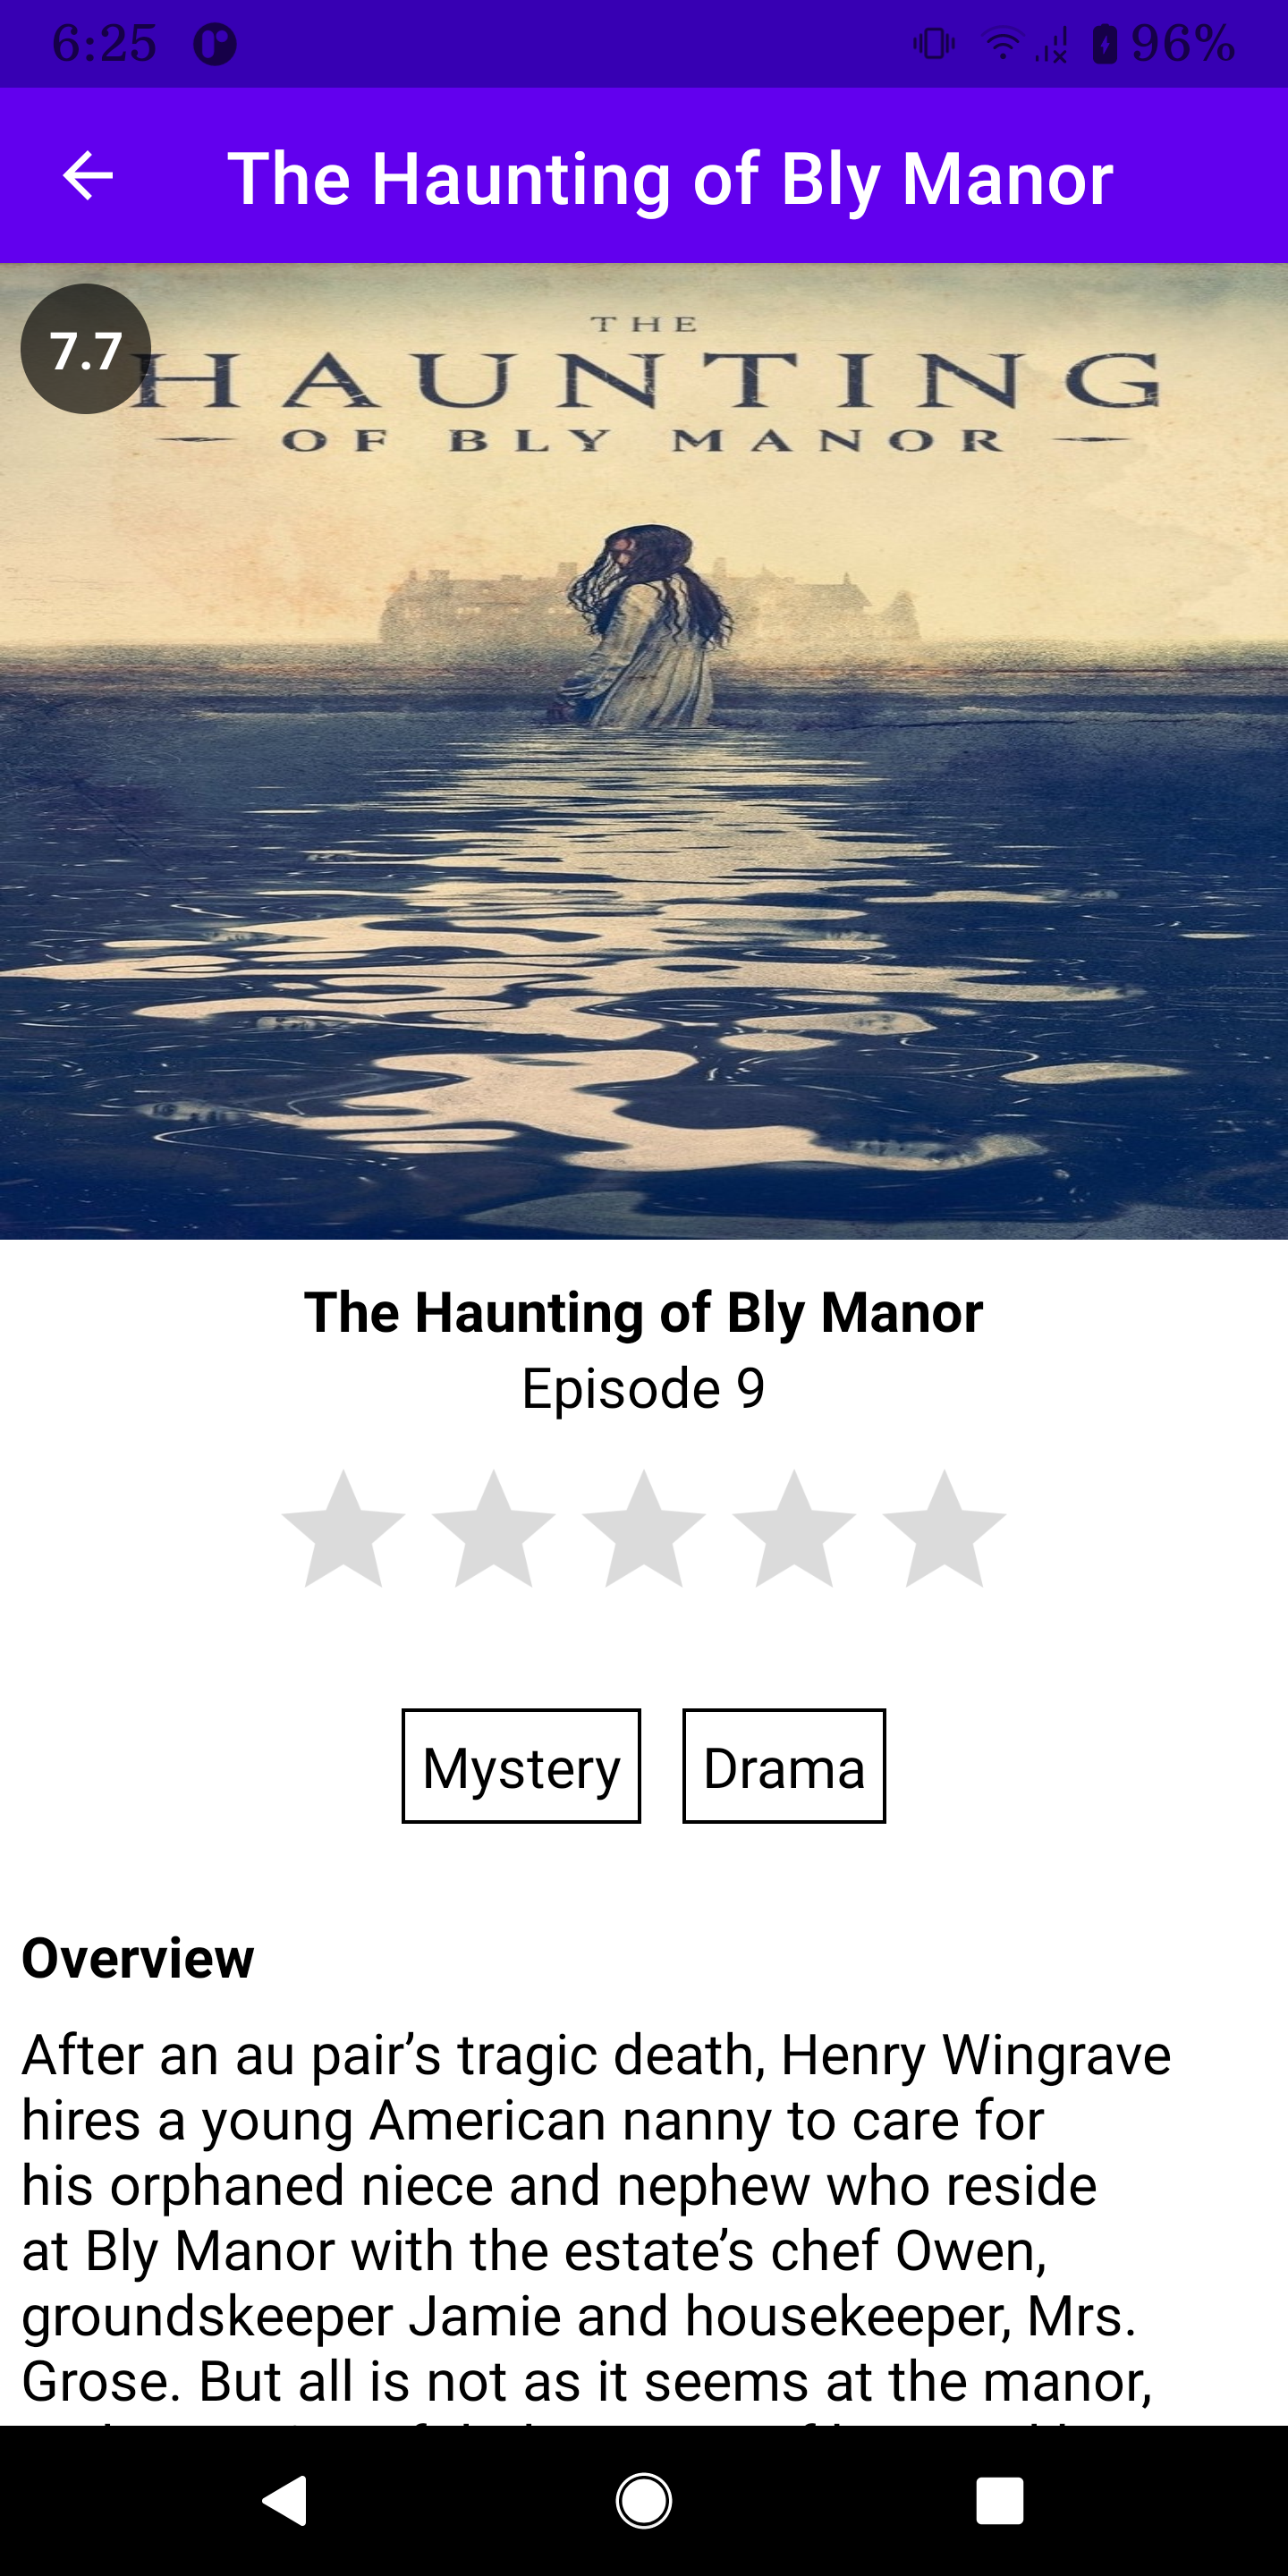 6:25
96%
The Haunting of Bly Manor
7.7
THE
HAUNTING
OF BLY MANOR
The Haunting of Bly Manor
Episode 9
Mystery Drama
Overview
After an au pair’s tragic death, Henry Wingrave
hires a young American nanny to care for
his orphaned niece and nephew who reside
at Bly Manor with the estate’s chef Owen,
groundskeeper Jamie and housekeeper, Mrs.
Grose. But all is not as it seems at the manor,